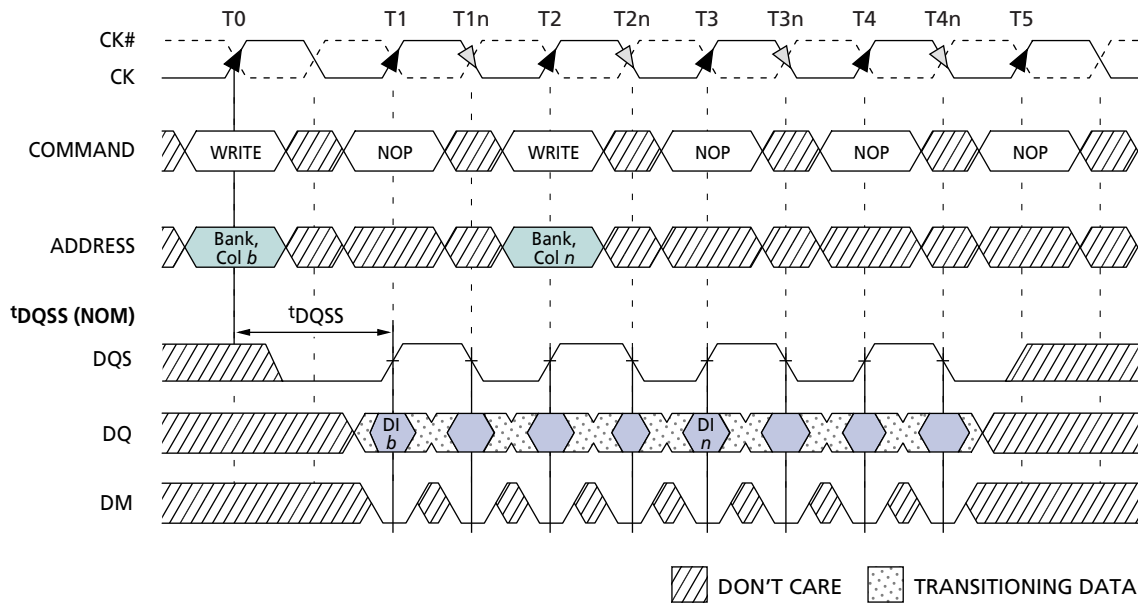 T0 T1 T1n T2 T2n T3 T3n T4 T4n T5
CK#
CK
COMMAND WRITE NOP WRITE NOP NOP NOP
ADDRESS Bank, Col b Bank, Col n
tDQSS (NOM) tDQSS
DQS
DQ DI b DI n
DM
DON'T CARE TRANSITIONING DATA